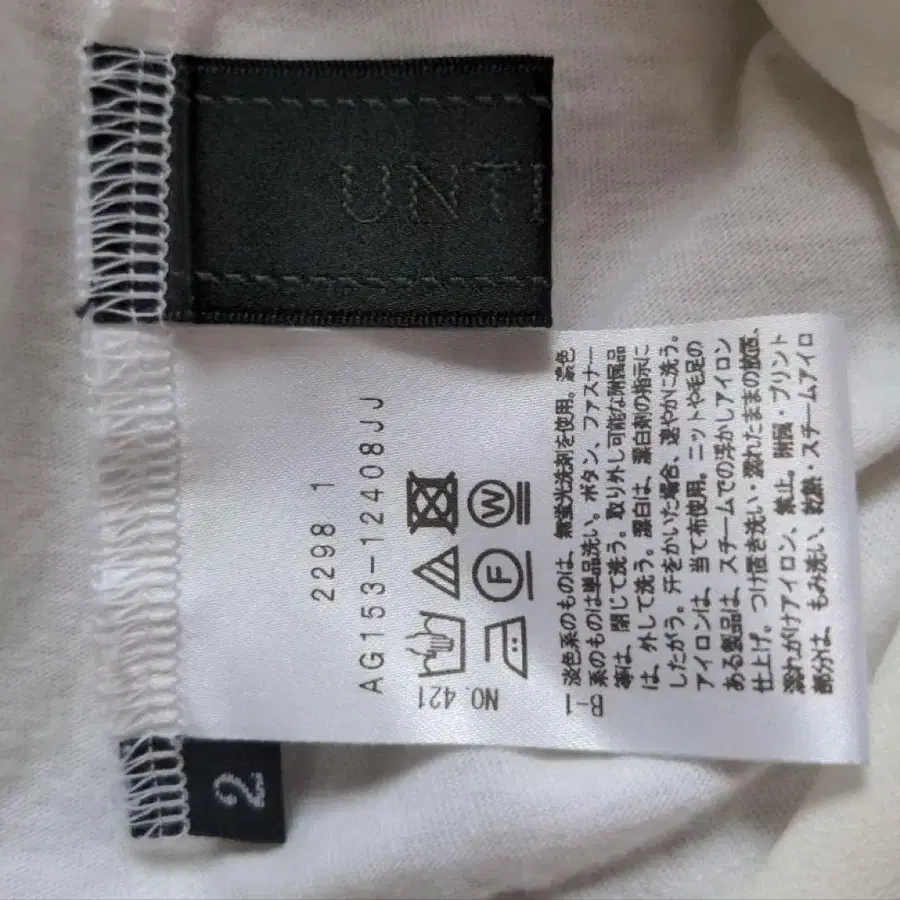 UNTI
2298 1
AG153-12408JJ
NO. 421
F W
B-1
淡色系のものは、無蛍光洗剤を使用。濃色
系のものは単品洗い。ボタン、ファスナー
等は、閉じて洗う。取り外し可能な附属品
は、外して洗う。漂白は、漂白剤の指示に
したがう。汗をかいた場合、速やかに洗う。
アイロンは、当て布使用。ニットや毛足の
ある製品は、スチームでの浮かしアイロン
仕上げ。つけ置き洗い・濡れたままの放置、
濡れがけアイロン、禁止。附属・プリント
部分は、もみ洗い、乾熱・スチームアイロ
2